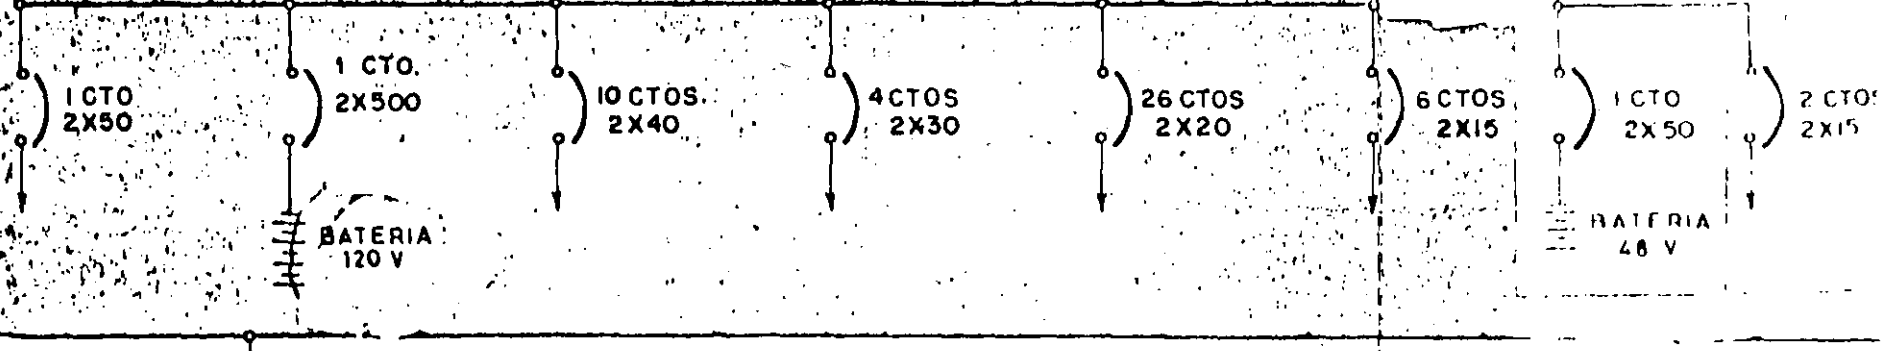 1 CTO
2X50
1 CTO.
2X500
10 CTOS.
2X40
4 CTOS
2X30
26 CTOS
2X20
6 CTOS
2X15
1 CTO
2X50
2 CTOS
2X15
BATERIA
120 V
BATERIA
48 V